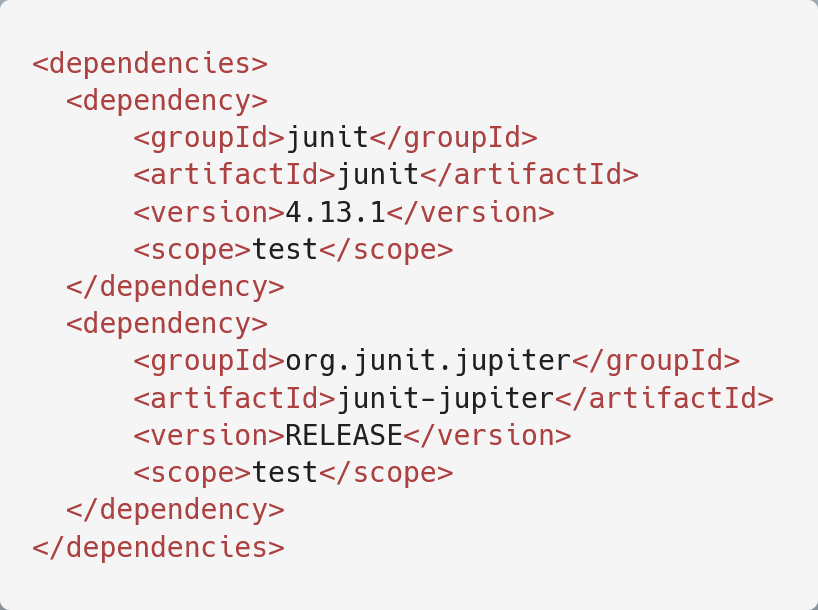 <dependencies>
  <dependency>
      <groupId>junit</groupId>
      <artifactId>junit</artifactId>
      <version>4.13.1</version>
      <scope>test</scope>
  </dependency>
  <dependency>
      <groupId>org.junit.jupiter</groupId>
      <artifactId>junit-jupiter</artifactId>
      <version>RELEASE</version>
      <scope>test</scope>
  </dependency>
</dependencies>